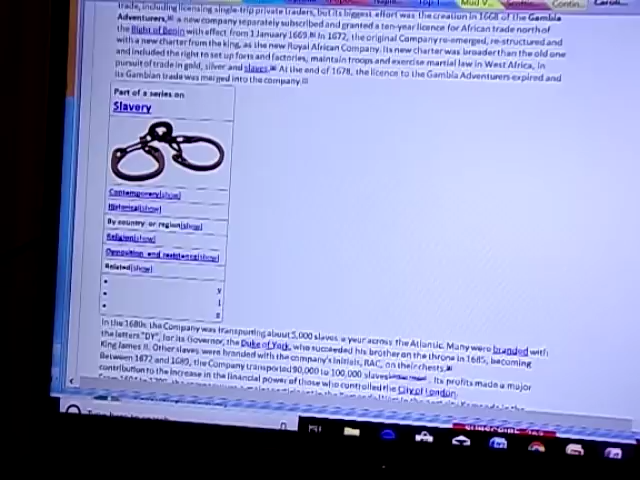 trade, including licensing single-trip private traders, but its biggest effort was the creation in 1668 of the Gambia
Adventurers,[6] a new company separately subscribed and granted a ten-year licence for African trade north of
the Bight of Benin with effect from 1 January 1669. In 1672, the original Company re-emerged, re-structured and
with a new charter from the king, as the new Royal African Company. Its new charter was broader than the old one
and included the right to set up forts and factories, maintain troops and exercise martial law in West Africa, in
pursuit of trade in gold, silver and slaves. At the end of 1678, the licence to the Gambia Adventurers expired and
its Gambian trade was merged into the company.
Part of a series on
Slavery
Contemporary[show]
Historical[show]
By country or region[show]
Religion[show]
Opposition and resistance[show]
Related[show]
v
t
e
In the 1680s the Company was transporting about 5,000 slaves a year across the Atlantic. Many were branded with
the letters "DY", for its Governor, the Duke of York, who succeeded his brother on the throne in 1685, becoming
King James II. Other slaves were branded with the company's initials, RAC, on their chests.
Between 1672 and 1689, the Company transported 90,000 to 100,000 slaves. Its profits made a major
contribution to the increase in the financial power of those who controlled the City of London.
Type here to